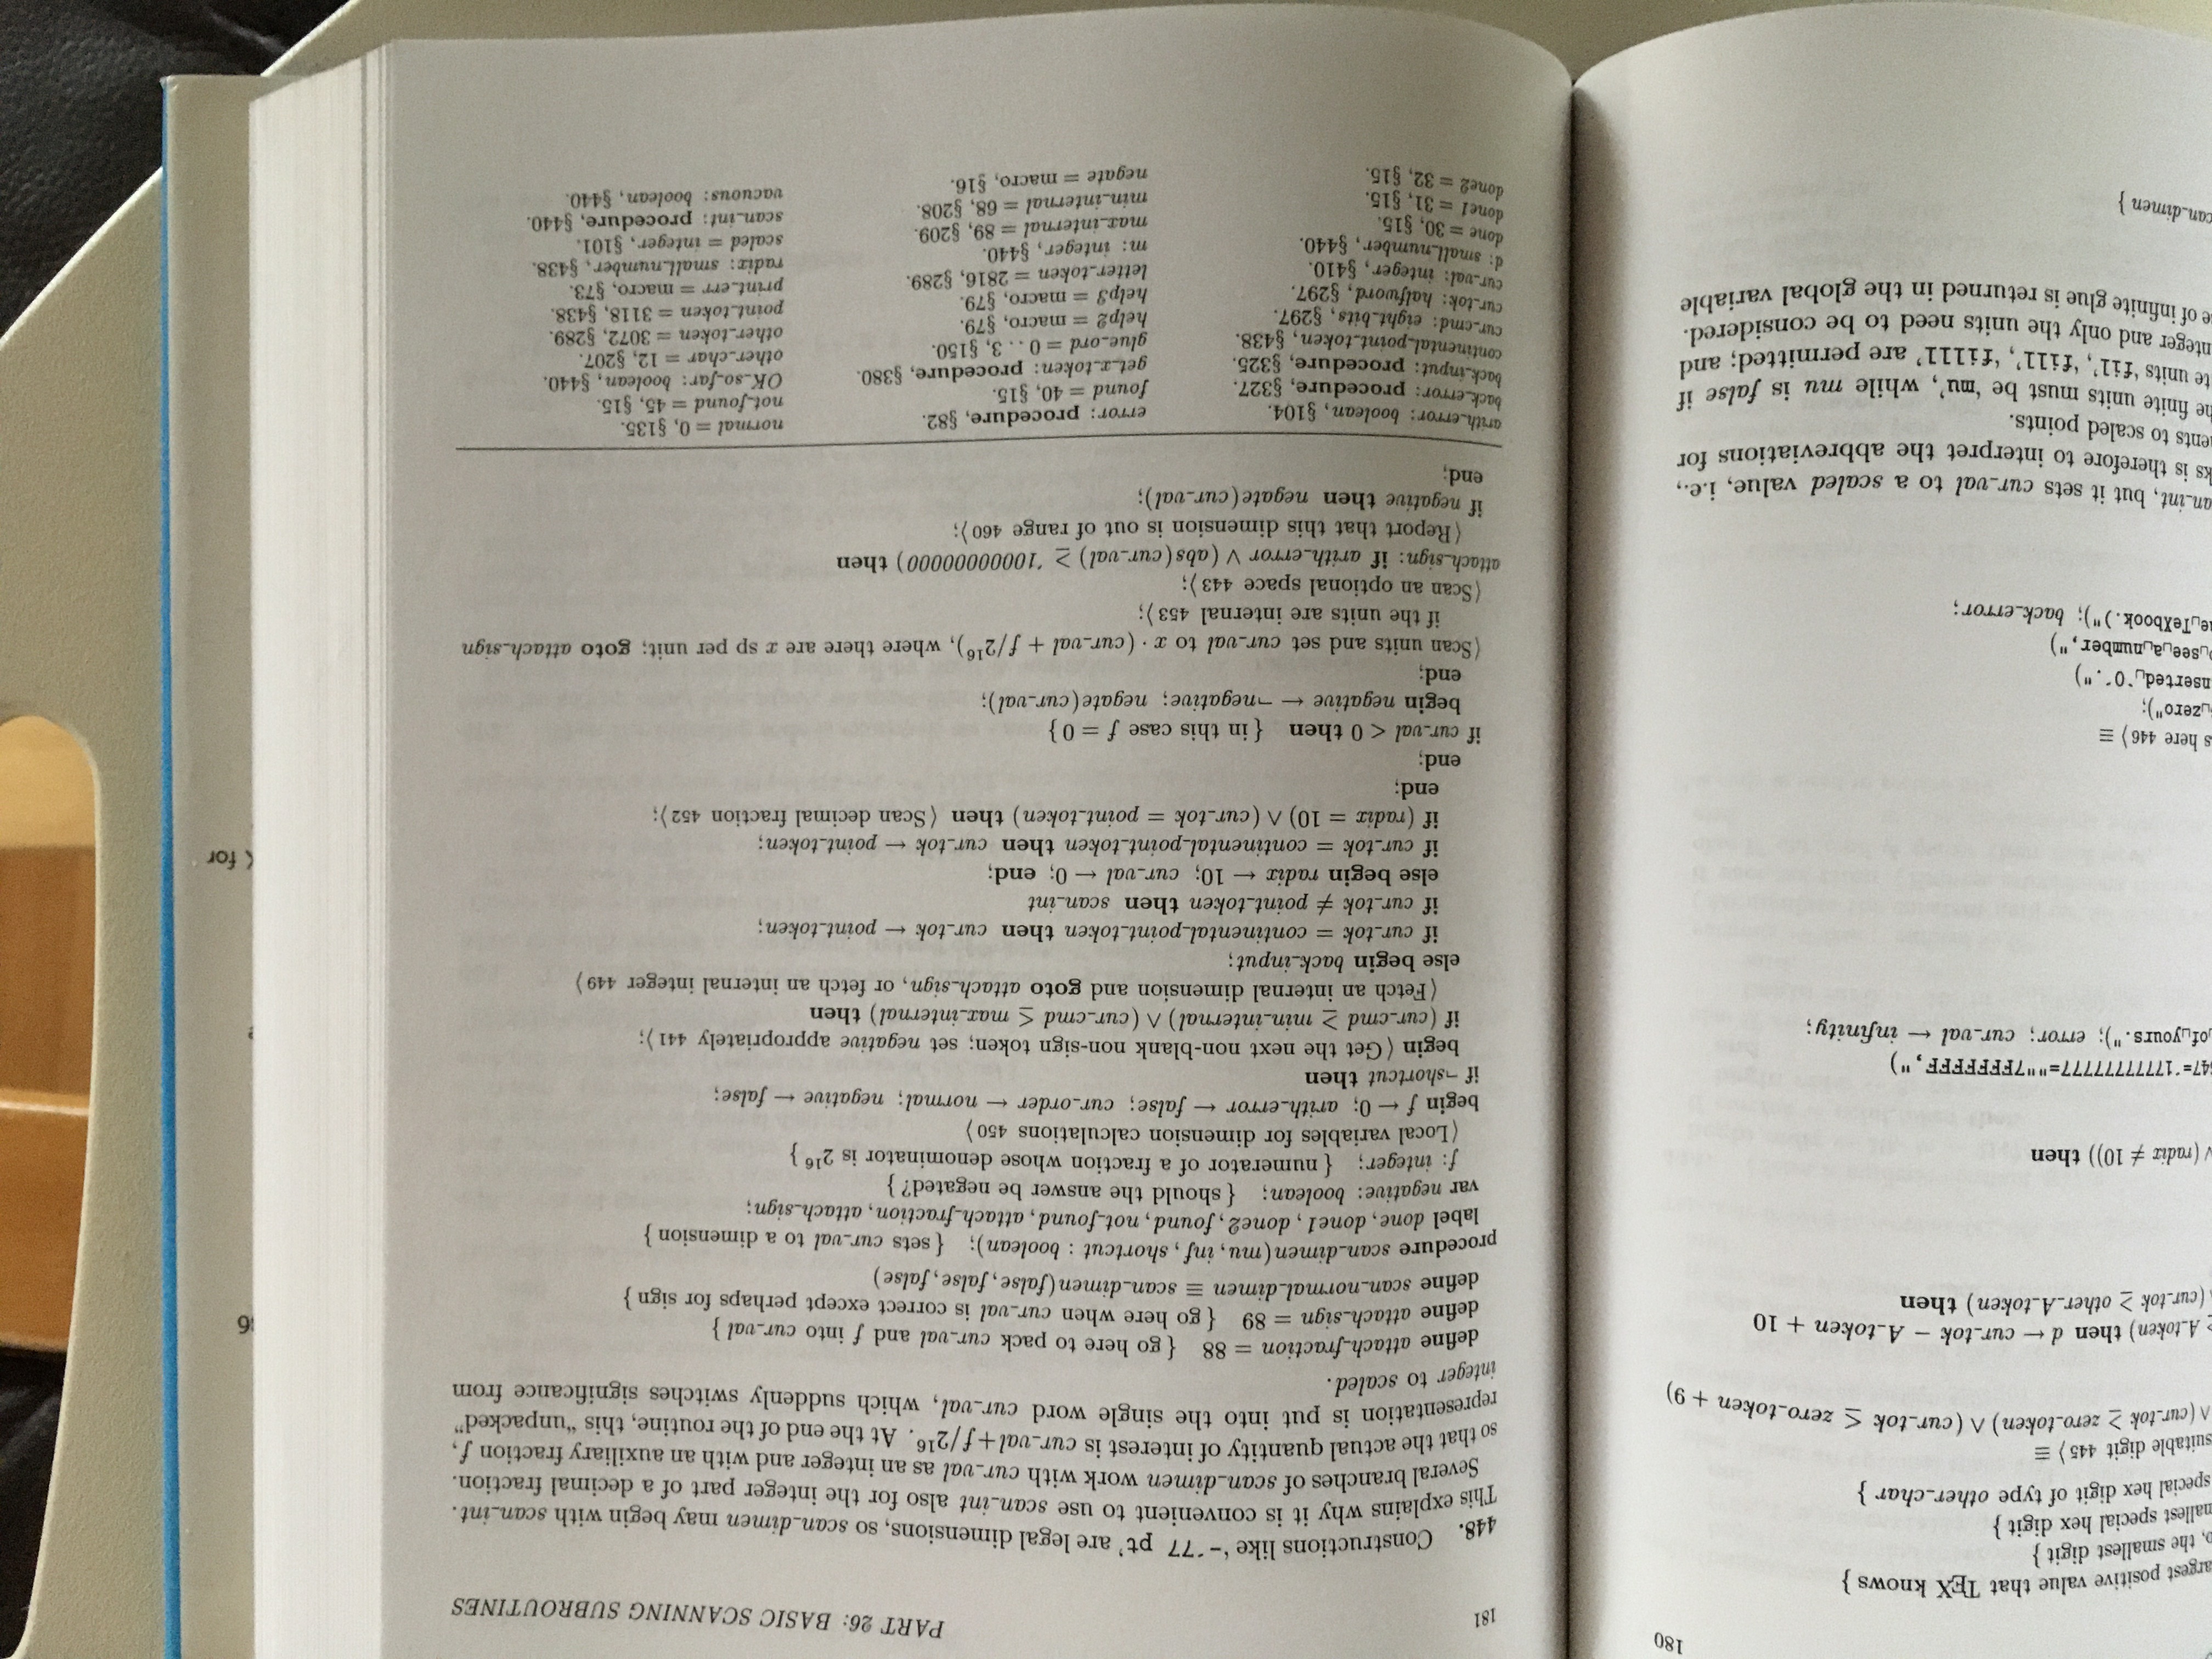 180
argest positive value that TEX knows }
, the smallest digit }
mallest special hex digit }
special hex digit of type other_char }
suitable digit 445⟩ ≡
∧ (cur_tok ≥ zero_token) ∧ (cur_tok ≤ zero_token + 9)
≥ A_token) then d ← cur_tok − A_token + 10
(cur_tok ≥ other_A_token) then
∨ (radix ≠ 10)) then
47=´17777777777=""7FFFFFFF,")
␣of␣yours."); error; cur_val ← infinity;
s here 446⟩ ≡
␣zero");
nserted␣`0´.")
␣see␣a␣number,")
e␣TeXbook.)"); back_error;
an_int, but it sets cur_val to a scaled value, i.e.,
ks is therefore to interpret the abbreviations for
ents to scaled points.
he finite units must be ‘mu’, while mu is false if
te units ‘fil’, ‘fill’, ‘filll’ are permitted; and
nteger and only the units need to be considered.
e of infinite glue is returned in the global variable
can_dimen }
181 PART 26: BASIC SCANNING SUBROUTINES
448. Constructions like ‘-´77 pt’ are legal dimensions, so scan_dimen may begin with scan_int.
This explains why it is convenient to use scan_int also for the integer part of a decimal fraction.
Several branches of scan_dimen work with cur_val as an integer and with an auxiliary fraction f,
so that the actual quantity of interest is cur_val+f/2¹⁶. At the end of the routine, this “unpacked”
representation is put into the single word cur_val, which suddenly switches significance from
integer to scaled.
define attach_fraction = 88 { go here to pack cur_val and f into cur_val }
define attach_sign = 89 { go here when cur_val is correct except perhaps for sign }
define scan_normal_dimen ≡ scan_dimen(false, false, false)
procedure scan_dimen(mu, inf, shortcut : boolean); { sets cur_val to a dimension }
label done, done1, done2, found, not_found, attach_fraction, attach_sign;
var negative: boolean; { should the answer be negated? }
f: integer; { numerator of a fraction whose denominator is 2¹⁶ }
⟨Local variables for dimension calculations 450⟩
begin f ← 0; arith_error ← false; cur_order ← normal; negative ← false;
if ¬shortcut then
begin ⟨Get the next non-blank non-sign token; set negative appropriately 441⟩;
if (cur_cmd ≥ min_internal) ∧ (cur_cmd ≤ max_internal) then
⟨Fetch an internal dimension and goto attach_sign, or fetch an internal integer 449⟩
else begin back_input;
if cur_tok = continental_point_token then cur_tok ← point_token;
if cur_tok ≠ point_token then scan_int
else begin radix ← 10; cur_val ← 0; end;
if cur_tok = continental_point_token then cur_tok ← point_token;
if (radix = 10) ∧ (cur_tok = point_token) then ⟨Scan decimal fraction 452⟩;
end;
end;
if cur_val < 0 then { in this case f = 0 }
begin negative ← ¬negative; negate(cur_val);
end;
⟨Scan units and set cur_val to x · (cur_val + f/2¹⁶), where there are x sp per unit; goto attach_sign
if the units are internal 453⟩;
⟨Scan an optional space 443⟩;
attach_sign: if arith_error ∨ (abs(cur_val) ≥ ´10000000000) then
⟨Report that this dimension is out of range 460⟩;
if negative then negate(cur_val);
end;
arith_error: boolean, §104.
back_error: procedure, §327.
back_input: procedure, §325.
continental_point_token, §438.
cur_cmd: eight_bits, §297.
cur_tok: halfword, §297.
cur_val: integer, §410.
d: small_number, §440.
done = 30, §15.
done1 = 31, §15.
done2 = 32, §15.
error: procedure, §82.
found = 40, §15.
get_x_token: procedure, §380.
glue_ord = 0 .. 3, §150.
help2 = macro, §79.
help3 = macro, §79.
letter_token = 2816, §289.
m: integer, §440.
max_internal = 89, §209.
min_internal = 68, §208.
negate = macro, §16.
normal = 0, §135.
not_found = 45, §15.
OK_so_far: boolean, §440.
other_char = 12, §207.
other_token = 3072, §289.
point_token = 3118, §438.
print_err = macro, §73.
radix: small_number, §438.
scaled = integer, §101.
scan_int: procedure, §440.
vacuous: boolean, §440.
6
for